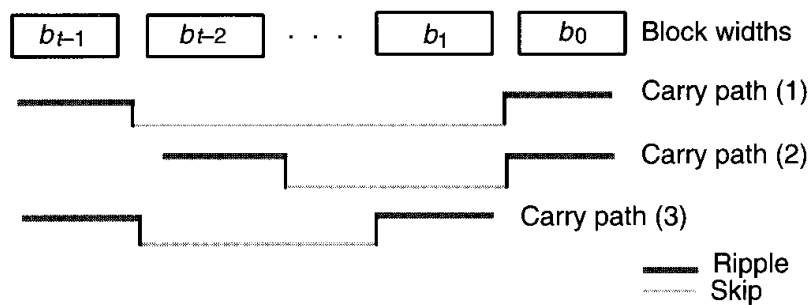 b_{t–1} b_{t–2} · · · b_1 b_0 Block widths
Carry path (1)
Carry path (2)
Carry path (3)
Ripple
Skip